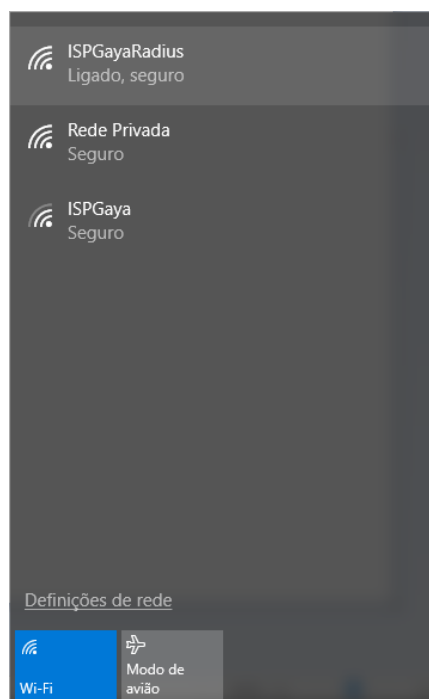 ISPGayaRadius
Ligado, seguro
Rede Privada
Seguro
ISPGaya
Seguro
Definições de rede
Wi-Fi
Modo de
avião